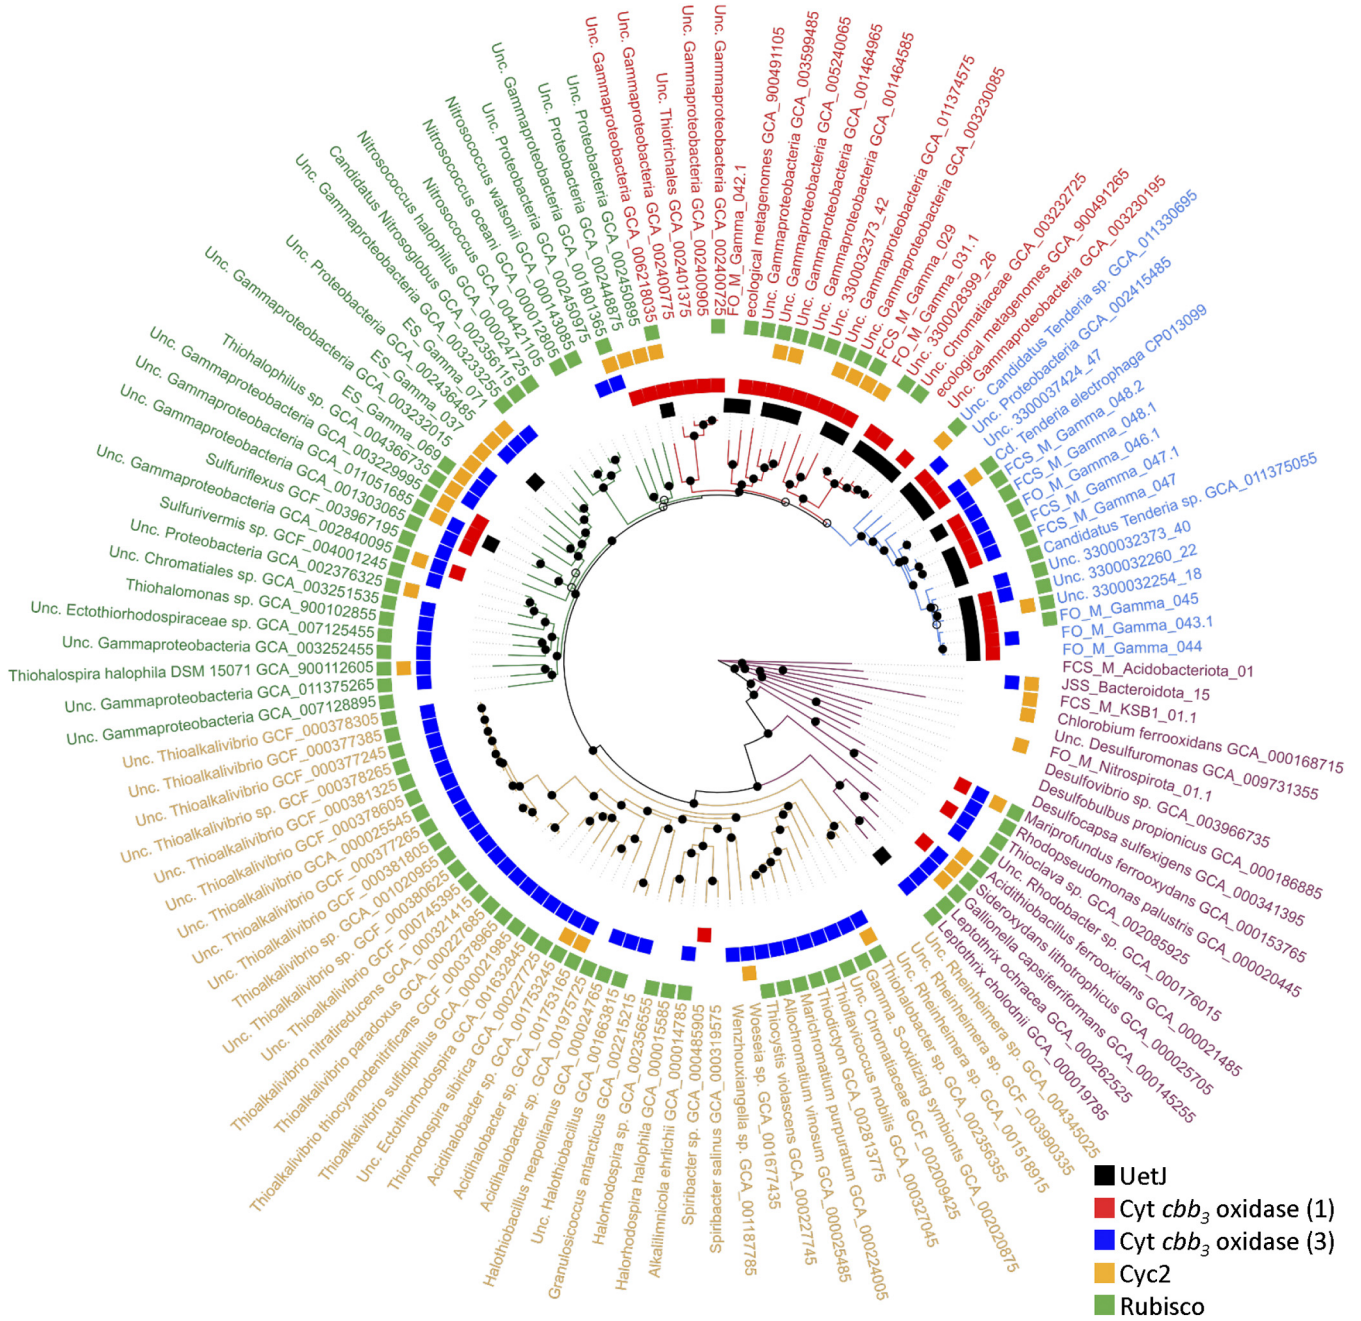 Unc. Gammaproteobacteria GCA_007128895
Unc. Gammaproteobacteria GCA_011375265
Thiohalospira halophila DSM 15071 GCA_900112605
Unc. Gammaproteobacteria GCA_003252455
Unc. Ectothiorhodospiraceae sp. GCA_007125455
Thiohalomonas sp. GCA_900102855
Unc. Chromatiales sp. GCA_003251535
Unc. Proteobacteria GCA_002376325
Sulfurivermis sp. GCF_004001245
Unc. Gammaproteobacteria GCA_002840095
Sulfuriflexus GCF_003967195
Unc. Gammaproteobacteria GCA_001303065
Unc. Gammaproteobacteria GCA_011051685
Unc. Gammaproteobacteria GCA_003229995
Thiohalophilus sp. GCA_004366735
ES_Gamma_069
Unc. Gammaproteobacteria GCA_003232015
ES_Gamma_037
Unc. Proteobacteria GCA_002436485
ES_Gamma_071
Unc. Gammaproteobacteria GCA_003233255
Candidatus Nitrosoglobus GCA_002356115
Nitrosococcus halophilus GCA_000024725
Nitrosococcus GCA_004421105
Nitrosococcus oceani GCA_000012805
Nitrosococcus watsonii GCA_000143085
Unc. Proteobacteria GCA_002450975
Unc. Gammaproteobacteria GCA_001801365
Unc. Proteobacteria GCA_002448875
Unc. Proteobacteria GCA_002450895
Unc. Gammaproteobacteria GCA_006218035
Unc. Gammaproteobacteria GCA_002400775
Unc. Thiotrichales GCA_002401375
Unc. Gammaproteobacteria GCA_002400905
Unc. Gammaproteobacteria GCA_002400725
FO_M_Gamma_042.1
ecological metagenomes GCA_900491105
Unc. Gammaproteobacteria GCA_003599485
Unc. Gammaproteobacteria GCA_005240065
Unc. Gammaproteobacteria GCA_001464965
Unc. Gammaproteobacteria GCA_001464585
Unc. 3300032373_42
Unc. Gammaproteobacteria GCA_011374575
Unc. Gammaproteobacteria GCA_003230085
FCS_M_Gamma_029
FO_M_Gamma_031.1
Unc. 3300028399_26
Unc. Chromatiaceae GCA_003232725
ecological metagenomes GCA_900491265
Unc. Gammaproteobacteria GCA_003230195
Unc. Candidatus Tenderia sp. GCA_011330695
Unc. Proteobacteria GCA_002415485
Unc. 3300037424_47
Cd. Tenderia electrophaga CP013099
FCS_M_Gamma_048.2
FCS_M_Gamma_048.1
FO_M_Gamma_046.1
FCS_M_Gamma_047.1
FCS_M_Gamma_047
Candidatus Tenderia sp. GCA_011375055
Unc. 3300032373_40
Unc. 3300032260_22
Unc. 3300032254_18
FO_M_Gamma_045
FO_M_Gamma_043.1
FO_M_Gamma_044
FCS_M_Acidobacteriota_01
JSS_Bacteroidota_15
FCS_M_KSB1_01.1
Chlorobium ferrooxidans GCA_000168715
Unc. Desulfuromonas GCA_009731355
FO_M_Nitrospirota_01.1
Desulfovibrio sp. GCA_003966735
Desulfobulbus propionicus GCA_000186885
Desulfocapsa sulfexigens GCA_000341395
Mariprofundus ferrooxydans GCA_000153765
Rhodopseudomonas palustris GCA_000020445
Thioclava sp. GCA_002085925
Unc. Rhodobacter sp. GCA_000176015
Acidithiobacillus ferrooxidans GCA_000021485
Sideroxydans lithotrophicus GCA_000025705
Gallionella capsiferriformans GCA_000145255
Leptothrix ochracea GCA_000262525
Leptothrix cholodnii GCA_000019785
Unc. Rheinheimera sp. GCA_004345025
Unc. Rheinheimera sp. GCF_003990335
Unc. Rheinheimera sp. GCA_001518915
Thiohalobacter sp. GCA_002356355
Gamma. S-oxidizing symbionts GCA_002020875
Unc. Chromatiaceae GCF_002009425
Thioflavicoccus mobilis GCA_000327045
Thiodictyon GCA_002813775
Marichromatium purpuratum GCA_000224005
Allochromatium vinosum GCA_000025485
Thiocystis violascens GCA_000227745
Woeseia sp. GCA_001677435
Wenzhouxiangella sp. GCA_001187785
Spiribacter salinus GCA_000319575
Spiribacter sp. GCA_000485905
Alkalilimnicola ehrlichii GCA_000014785
Halorhodospira halophila GCA_000015585
Halorhodospira sp. GCA_002356555
Granulosicoccus antarcticus GCA_002215215
Unc. Halothiobacillus GCA_001663815
Halothiobacillus neapolitanus GCA_000024765
Acidihalobacter sp. GCA_001975725
Acidihalobacter sp. GCA_001753165
Acidihalobacter sp. GCA_001753245
Thiorhodospira sibirica GCA_000227725
Unc. Ectothiorhodospira GCA_001632845
Thioalkalivibrio sulfidiphilus GCA_000021985
Thioalkalivibrio thiocyanodenitrificans GCF_000378965
Thioalkalivibrio paradoxus GCA_000227685
Thioalkalivibrio nitratireducens GCA_000321415
Unc. Thioalkalivibrio GCF_000745395
Unc. Thioalkalivibrio sp. GCF_000380625
Thioalkalivibrio sp. GCA_001020955
Unc. Thioalkalivibrio GCF_000381805
Unc. Thioalkalivibrio GCF_000377265
Unc. Thioalkalivibrio GCA_000025545
Unc. Thioalkalivibrio GCF_000378605
Unc. Thioalkalivibrio GCF_000381325
Unc. Thioalkalivibrio sp. GCF_000378265
Unc. Thioalkalivibrio GCF_000377245
Unc. Thioalkalivibrio GCF_000377385
Unc. Thioalkalivibrio GCF_000378305
UetJ
Cyt cbb₃ oxidase (1)
Cyt cbb₃ oxidase (3)
Cyc2
Rubisco